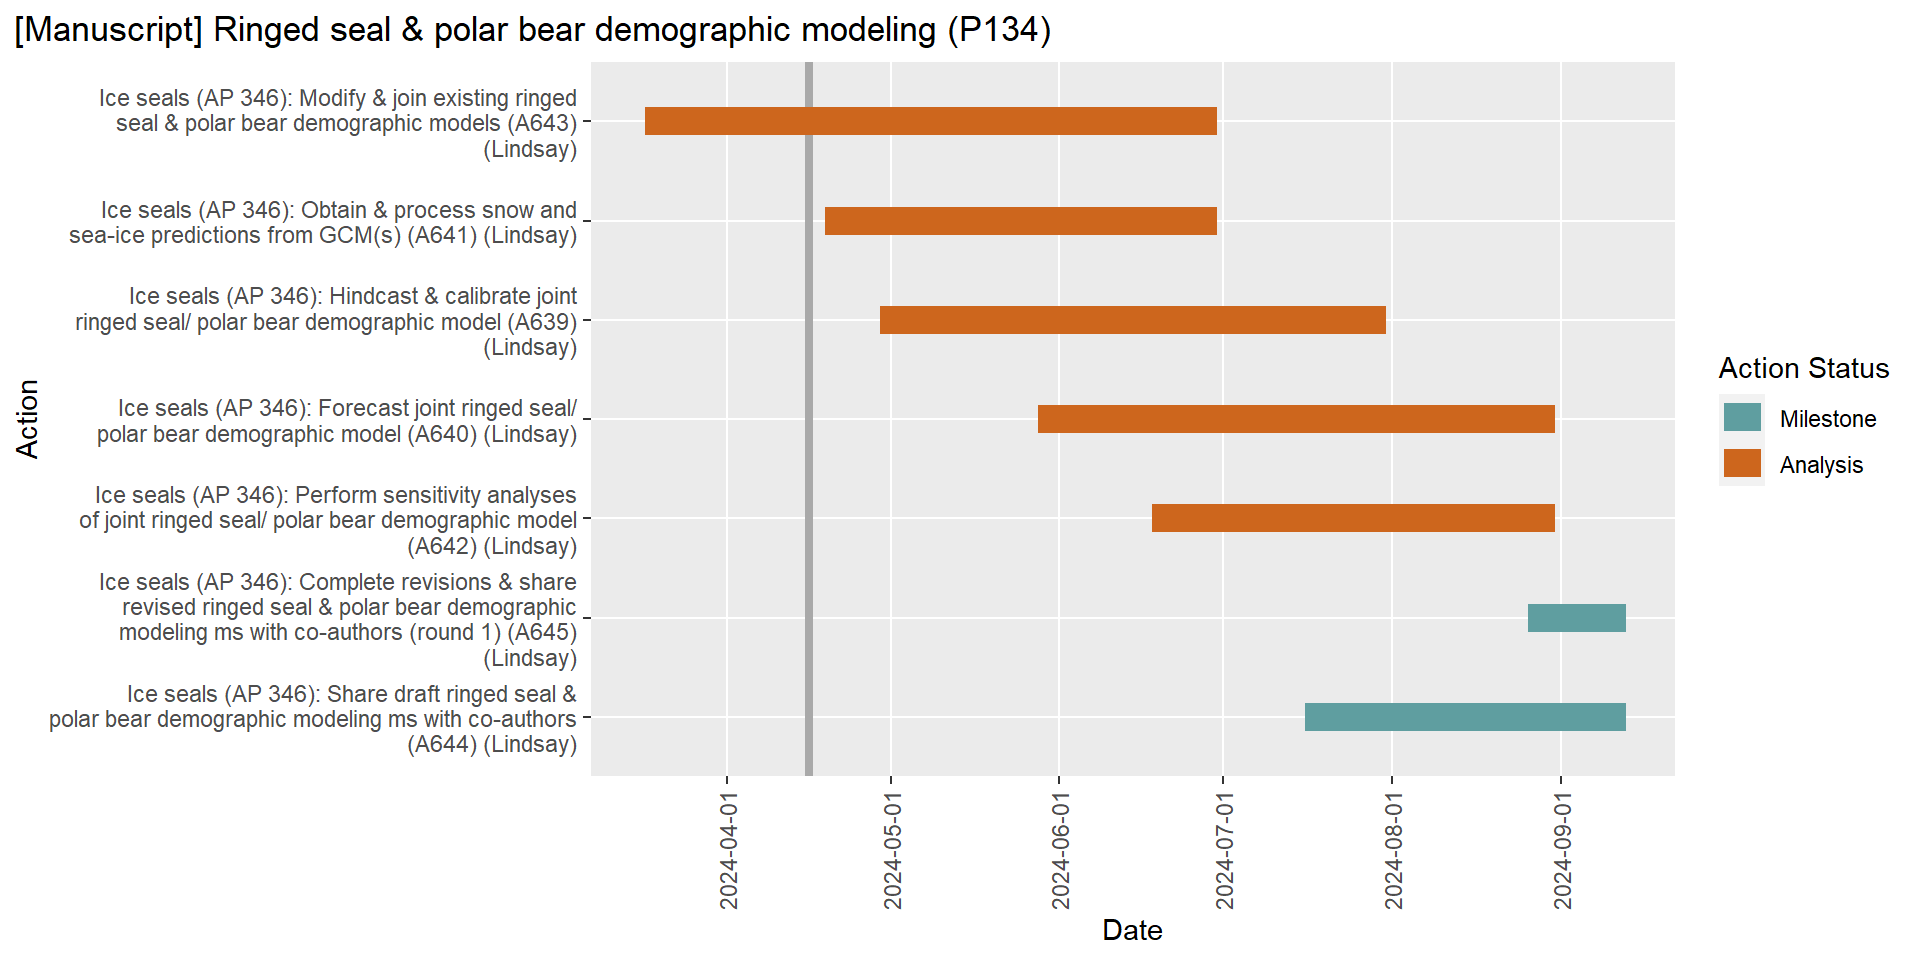 [Manuscript] Ringed seal & polar bear demographic modeling (P134)
Ice seals (AP 346): Modify & join existing ringed
seal & polar bear demographic models (A643)
(Lindsay)
Ice seals (AP 346): Obtain & process snow and
sea-ice predictions from GCM(s) (A641) (Lindsay)
Ice seals (AP 346): Hindcast & calibrate joint
ringed seal/ polar bear demographic model (A639)
(Lindsay)
Ice seals (AP 346): Forecast joint ringed seal/
polar bear demographic model (A640) (Lindsay)
Ice seals (AP 346): Perform sensitivity analyses
of joint ringed seal/ polar bear demographic model
(A642) (Lindsay)
Ice seals (AP 346): Complete revisions & share
revised ringed seal & polar bear demographic
modeling ms with co-authors (round 1) (A645)
(Lindsay)
Ice seals (AP 346): Share draft ringed seal &
polar bear demographic modeling ms with co-authors
(A644) (Lindsay)
Action
2024-04-01
2024-05-01
2024-06-01
2024-07-01
2024-08-01
2024-09-01
Date
Action Status
Milestone
Analysis